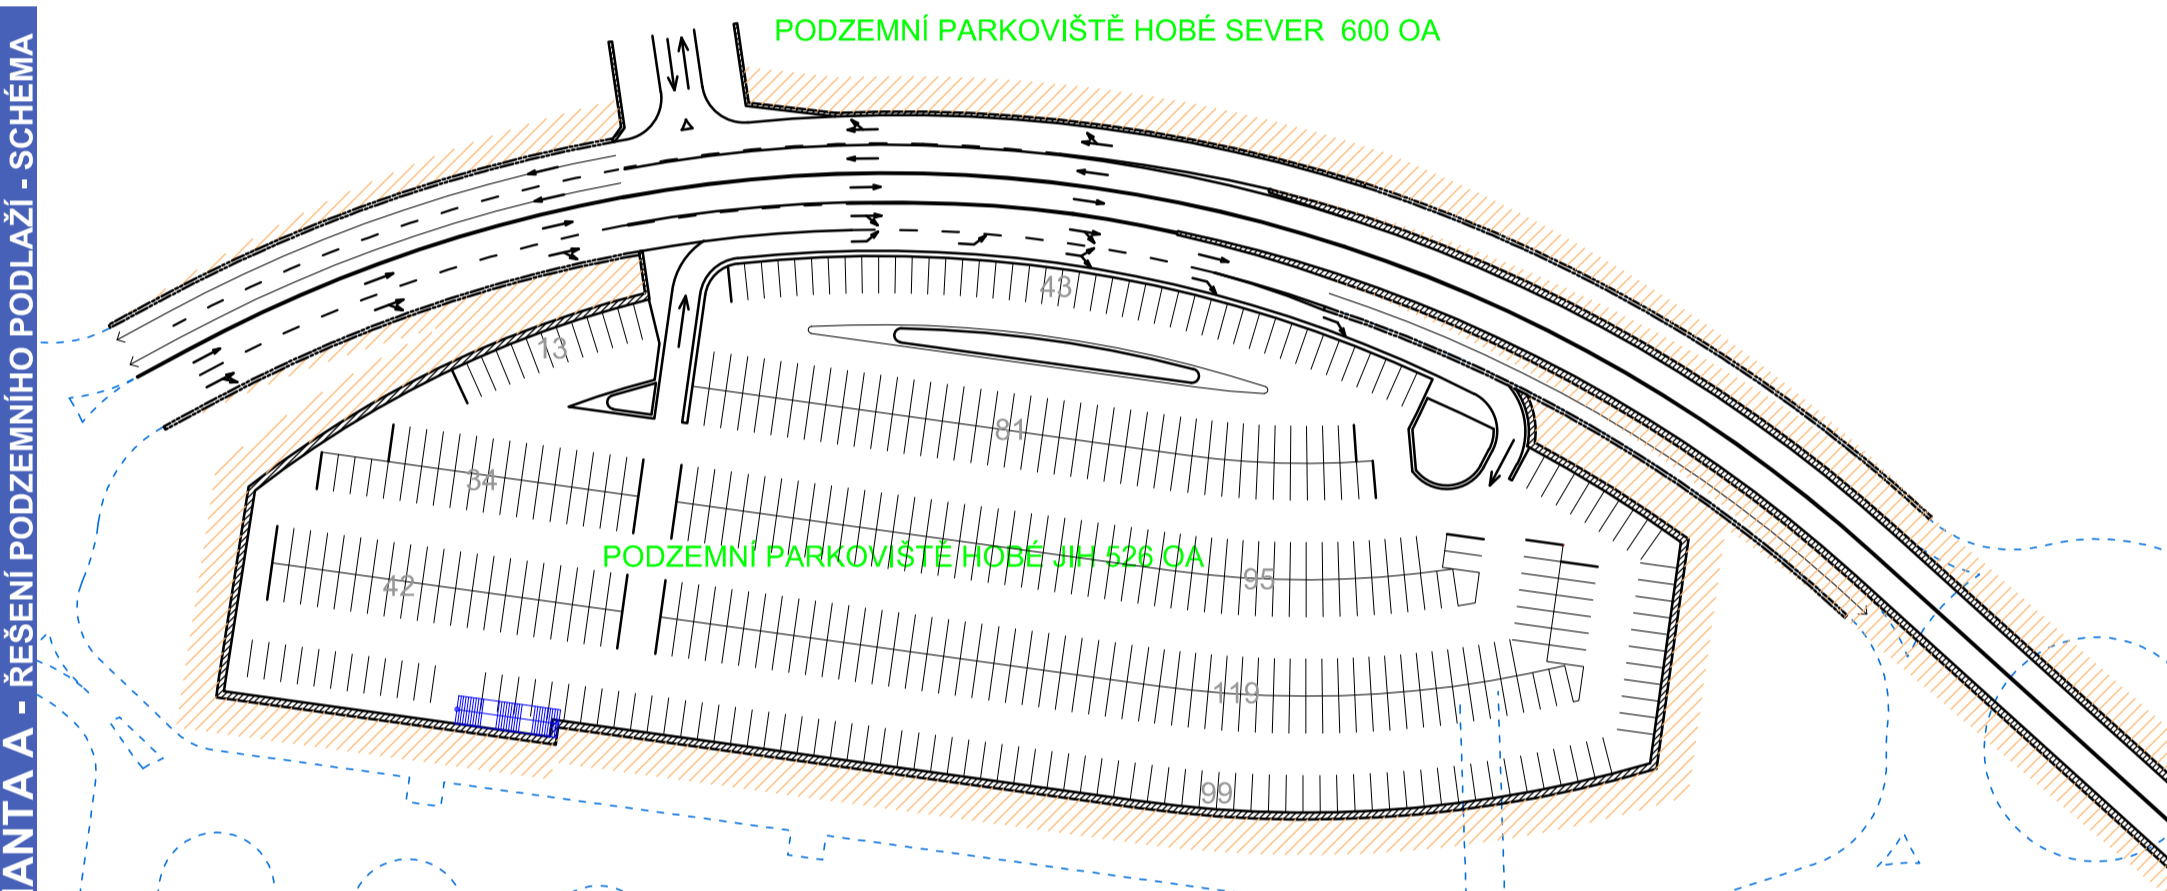 PODZEMNÍ PARKOVIŠTĚ HOBÉ SEVER 600 OA
IANTA A - ŘEŠENÍ PODZEMNÍHO PODLAŽÍ - SCHÉMA
43
13
81
34
PODZEMNÍ PARKOVIŠTĚ HOBÉ JIH 526 OA
95
42
119
99